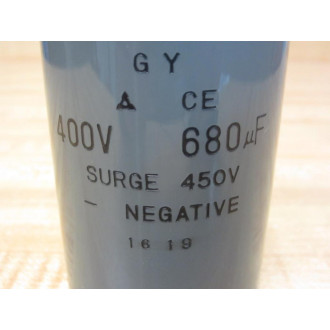 GY
CE
400V 680μF
SURGE 450V
- NEGATIVE
16 19